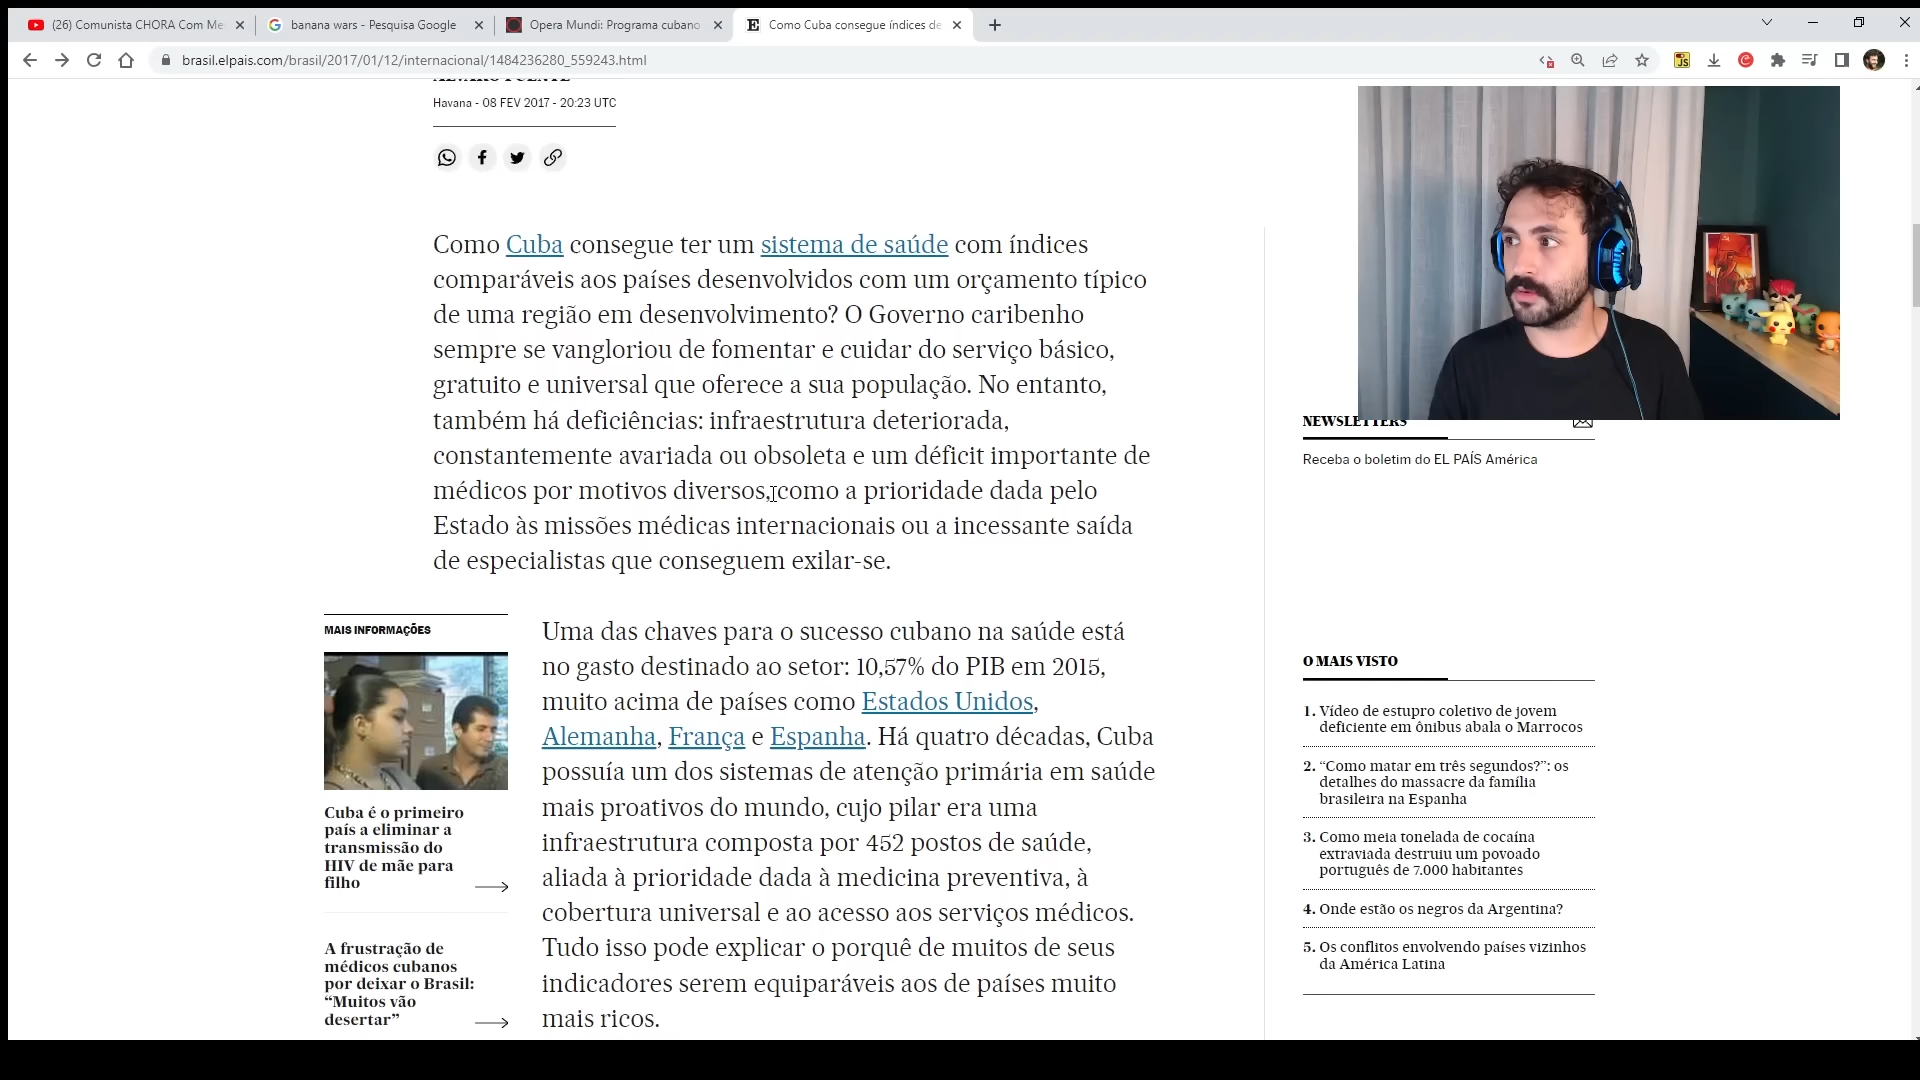 (26) Comunista CHORA Com Me
banana wars - Pesquisa Google
Opera Mundi: Programa cubano
Como Cuba consegue índices de
brasil.elpais.com/brasil/2017/01/12/internacional/1484236280_559243.html
Havana - 08 FEV 2017 - 20:23 UTC
Como Cuba consegue ter um sistema de saúde com índices
comparáveis aos países desenvolvidos com um orçamento típico
de uma região em desenvolvimento? O Governo caribenho
sempre se vangloriou de fomentar e cuidar do serviço básico,
gratuito e universal que oferece a sua população. No entanto,
também há deficiências: infraestrutura deteriorada,
constantemente avariada ou obsoleta e um déficit importante de
médicos por motivos diversos, como a prioridade dada pelo
Estado às missões médicas internacionais ou a incessante saída
de especialistas que conseguem exilar-se.
MAIS INFORMAÇÕES
Cuba é o primeiro
país a eliminar a
transmissão do
HIV de mãe para
filho
A frustração de
médicos cubanos
por deixar o Brasil:
“Muitos vão
desertar”
Uma das chaves para o sucesso cubano na saúde está
no gasto destinado ao setor: 10,57% do PIB em 2015,
muito acima de países como Estados Unidos,
Alemanha, França e Espanha. Há quatro décadas, Cuba
possuía um dos sistemas de atenção primária em saúde
mais proativos do mundo, cujo pilar era uma
infraestrutura composta por 452 postos de saúde,
aliada à prioridade dada à medicina preventiva, à
cobertura universal e ao acesso aos serviços médicos.
Tudo isso pode explicar o porquê de muitos de seus
indicadores serem equiparáveis aos de países muito
mais ricos.
NEWSLETTERS
Receba o boletim do EL PAÍS América
O MAIS VISTO
1. Vídeo de estupro coletivo de jovem
deficiente em ônibus abala o Marrocos
2. “Como matar em três segundos?”: os
detalhes do massacre da família
brasileira na Espanha
3. Como meia tonelada de cocaína
extraviada destruiu um povoado
português de 7.000 habitantes
4. Onde estão os negros da Argentina?
5. Os conflitos envolvendo países vizinhos
da América Latina